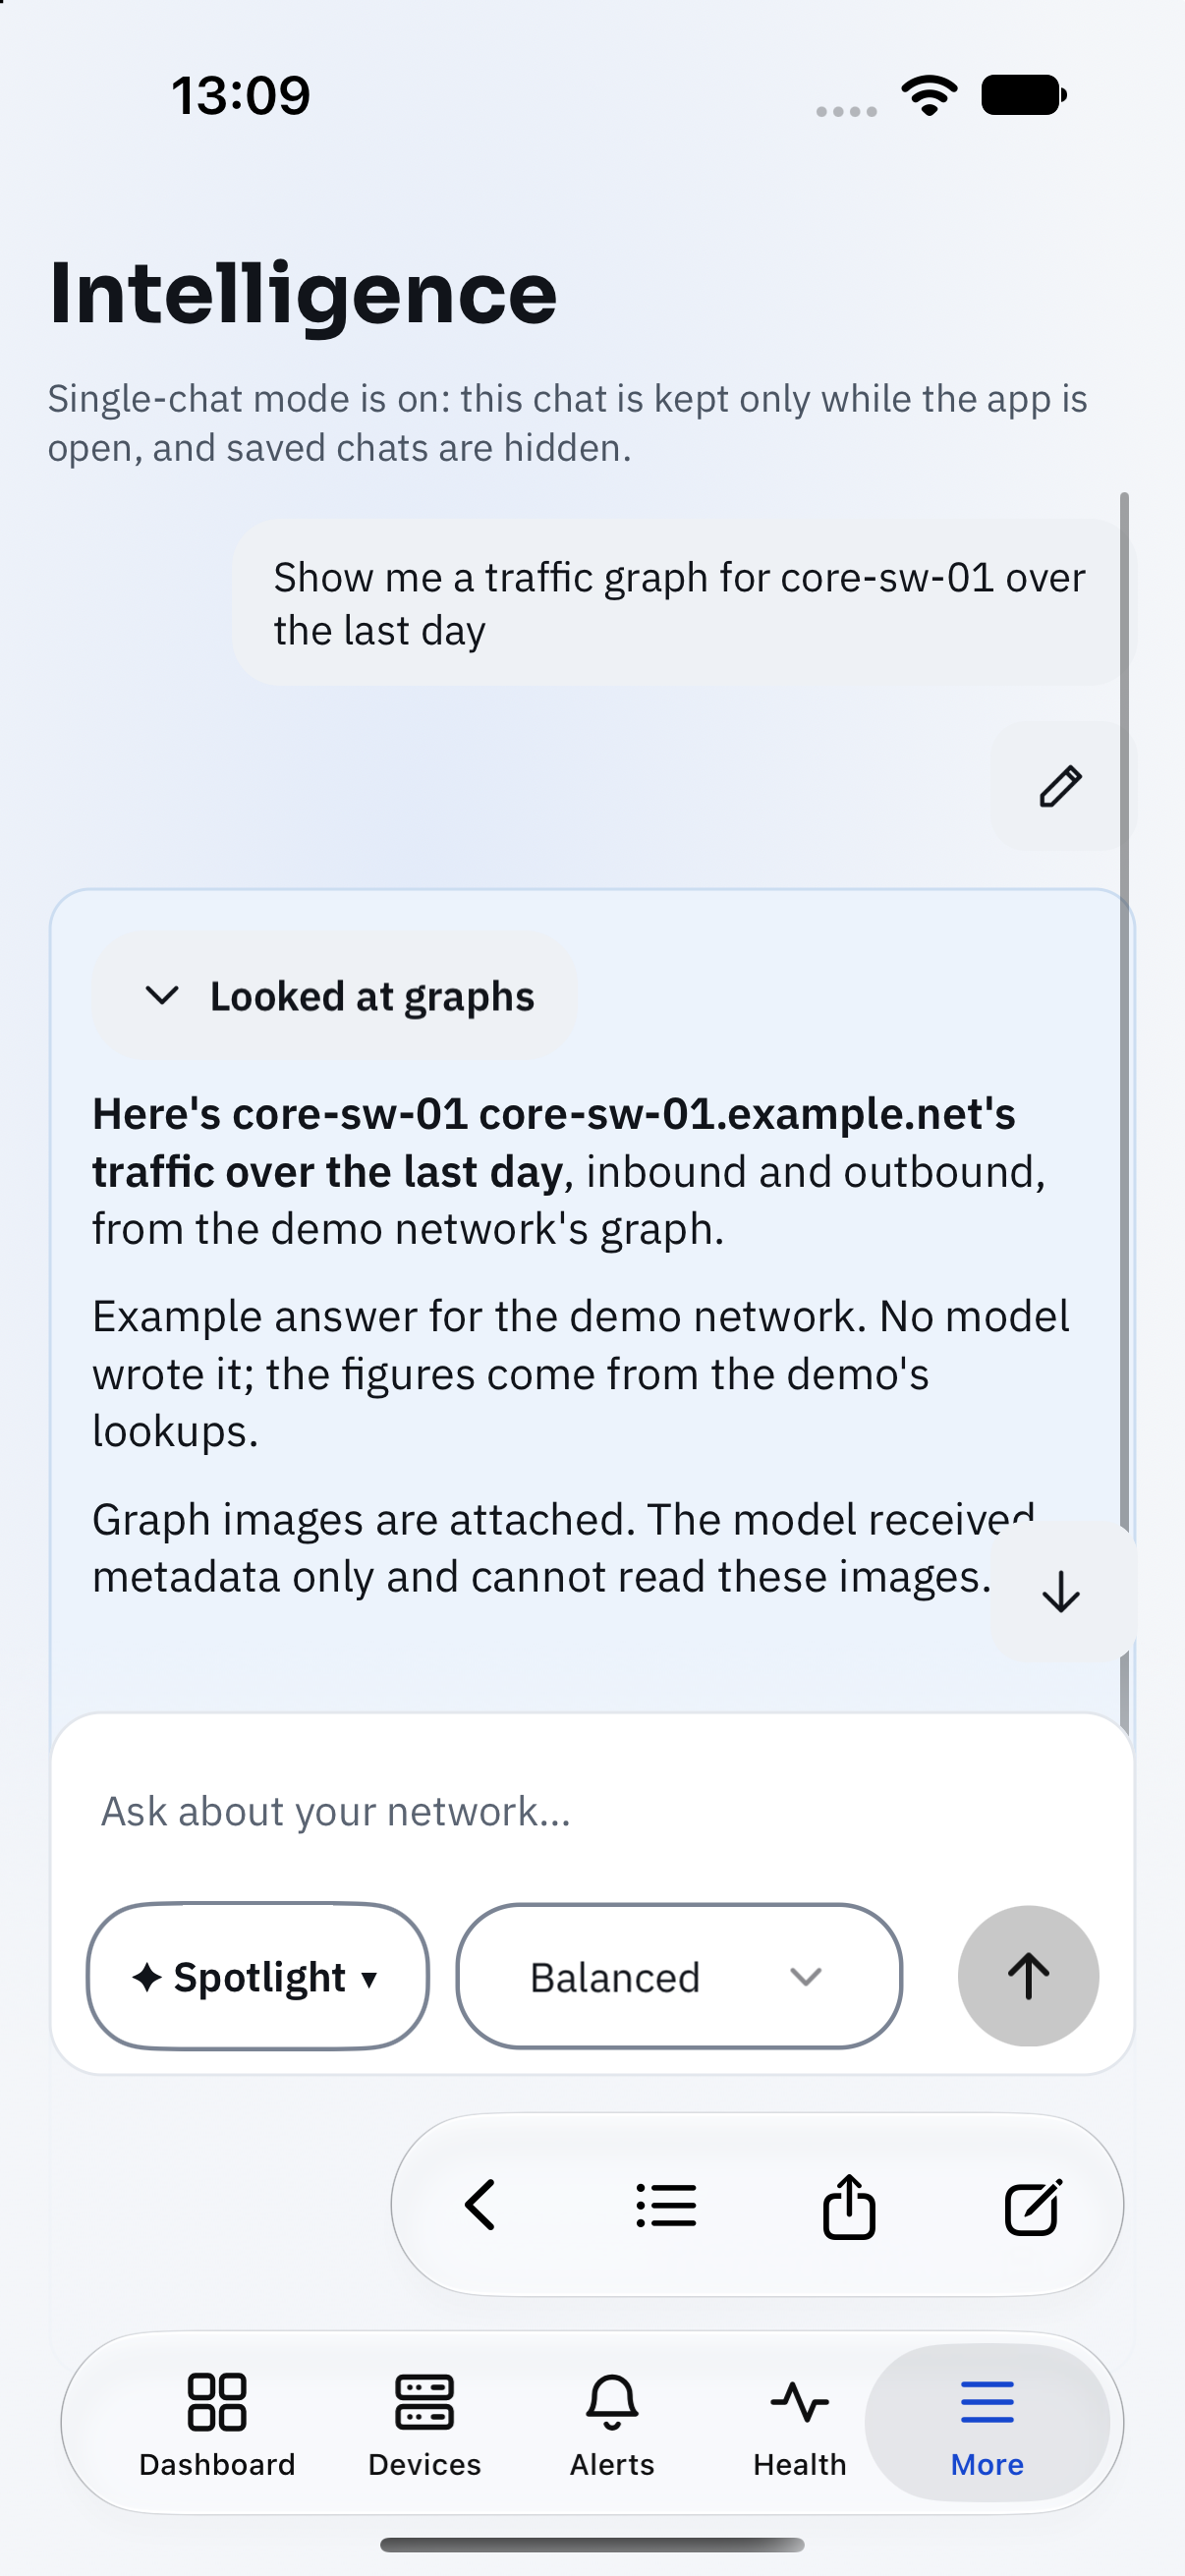 13:09
Intelligence
Single-chat mode is on: this chat is kept only while the app is
open, and saved chats are hidden.
Show me a traffic graph for core-sw-01 over
the last day
Looked at graphs
Here's core-sw-01 core-sw-01.example.net's
traffic over the last day, inbound and outbound,
from the demo network's graph.
Example answer for the demo network. No model
wrote it; the figures come from the demo's
lookups.
Graph images are attached. The model received
metadata only and cannot read these images.
Ask about your network...
Spotlight
Balanced
Dashboard
Devices
Alerts
Health
More